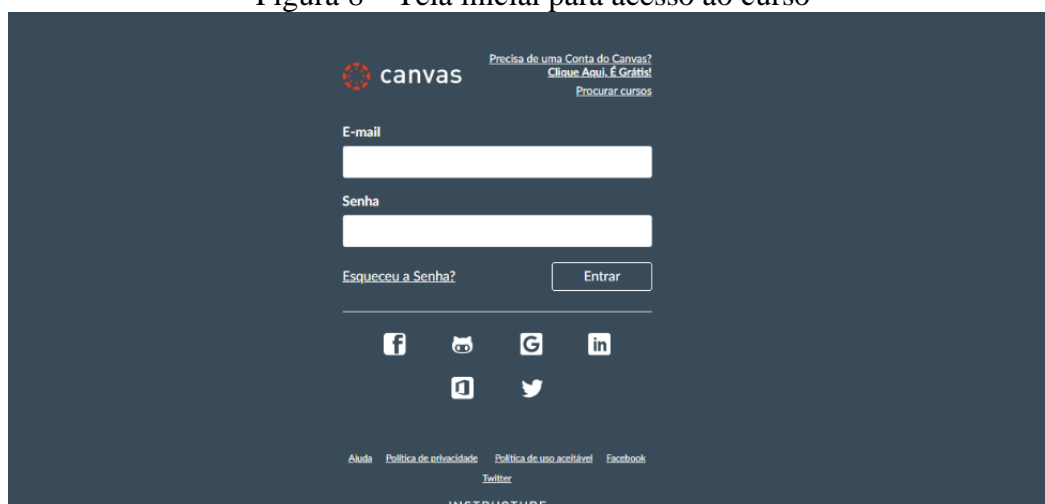 Figura 8 – Tela inicial para acesso ao curso
canvas
Precisa de uma Conta do Canvas?
Clique Aqui, É Grátis!
Procurar cursos
E-mail
Senha
Esqueceu a Senha?
Entrar
Ajuda Política de privacidade Política de uso aceitável Facebook
Twitter
INSTRUCTURE